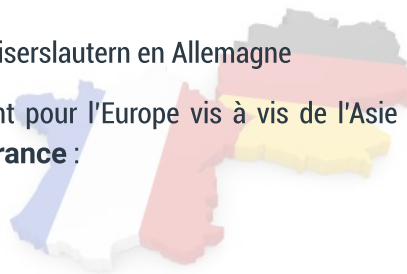 iserslautern en Allemagne
nt pour l'Europe vis à vis de l'Asie
rance :